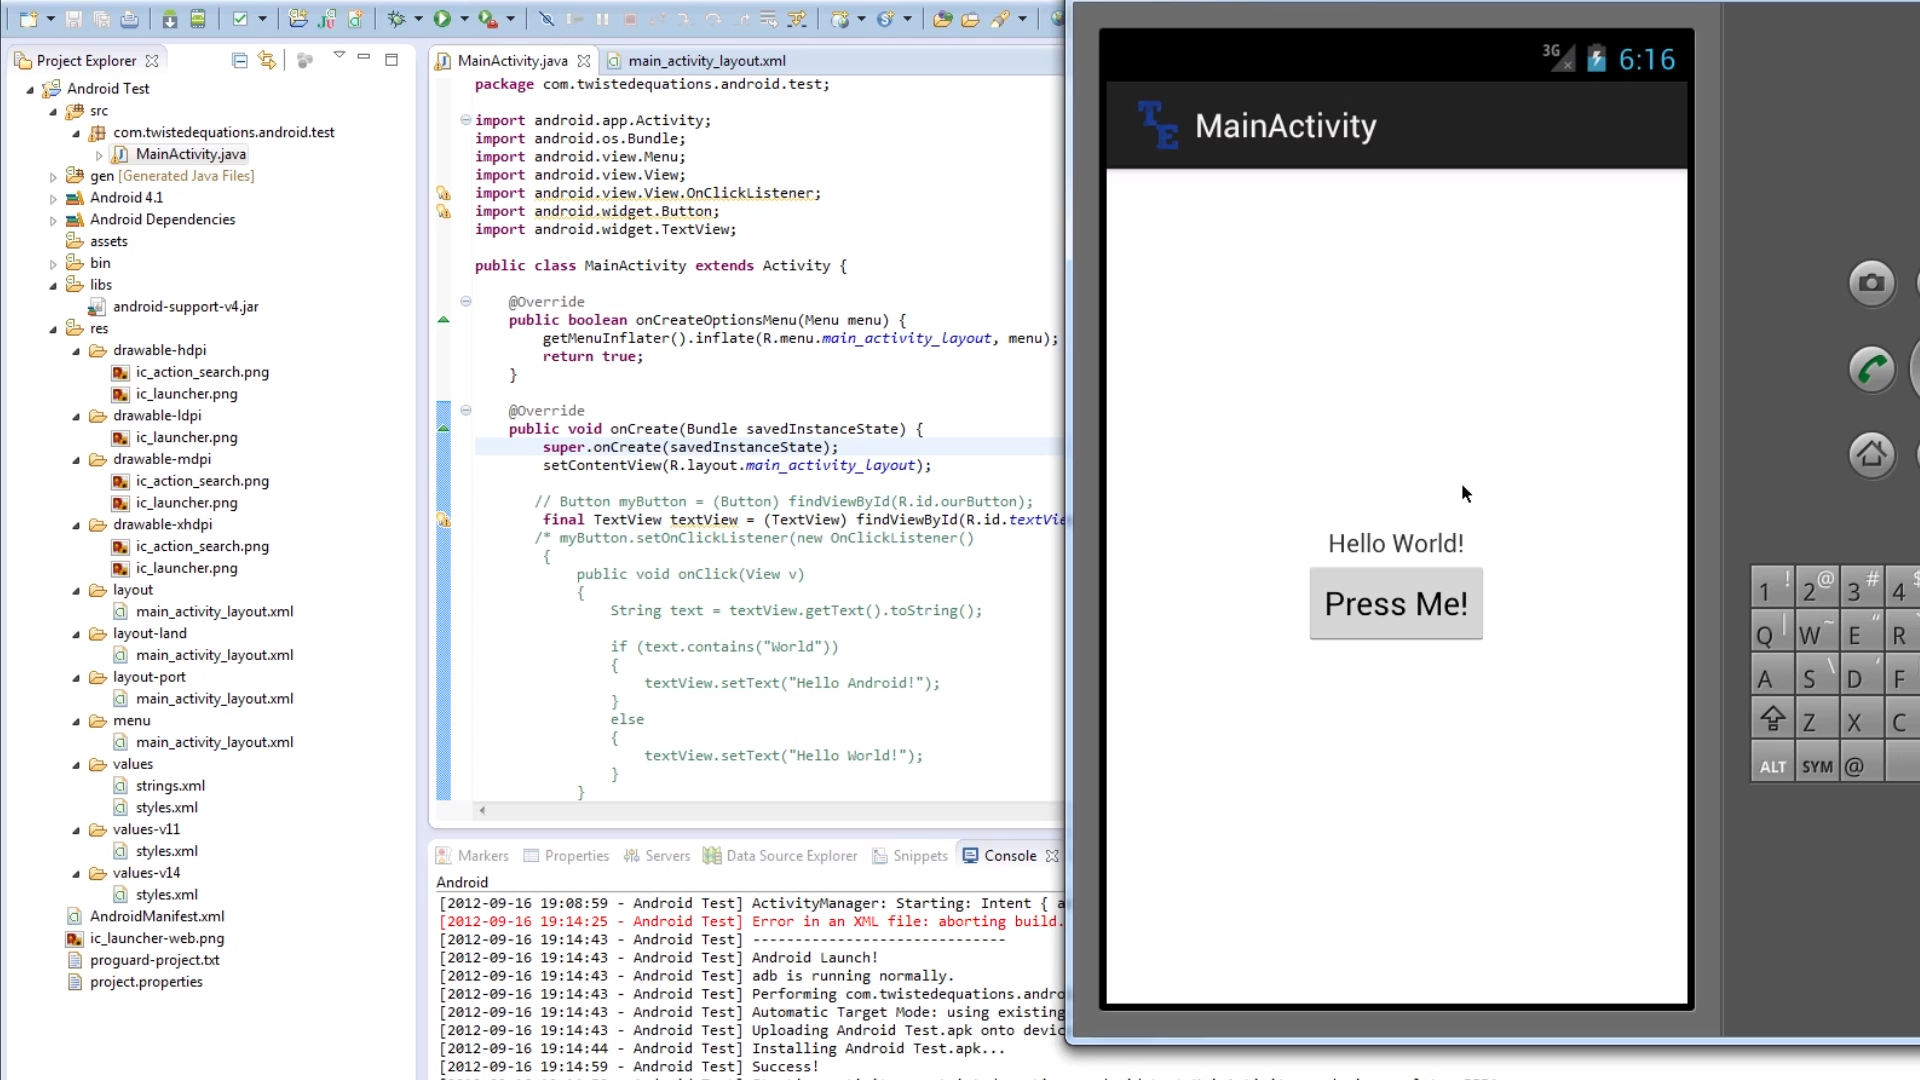 Project Explorer
Android Test
src
com.twistedequations.android.test
MainActivity.java
gen [Generated Java Files]
Android 4.1
Android Dependencies
assets
bin
libs
android-support-v4.jar
res
drawable-hdpi
ic_action_search.png
ic_launcher.png
drawable-ldpi
ic_launcher.png
drawable-mdpi
ic_action_search.png
ic_launcher.png
drawable-xhdpi
ic_action_search.png
ic_launcher.png
layout
main_activity_layout.xml
layout-land
main_activity_layout.xml
layout-port
main_activity_layout.xml
menu
main_activity_layout.xml
values
strings.xml
styles.xml
values-v11
styles.xml
values-v14
styles.xml
AndroidManifest.xml
ic_launcher-web.png
proguard-project.txt
project.properties
MainActivity.java main_activity_layout.xml
package com.twistedequations.android.test;
import android.app.Activity;
import android.os.Bundle;
import android.view.Menu;
import android.view.View;
import android.view.View.OnClickListener;
import android.widget.Button;
import android.widget.TextView;
public class MainActivity extends Activity {
@Override
public boolean onCreateOptionsMenu(Menu menu) {
getMenuInflater().inflate(R.menu.main_activity_layout, menu);
return true;
}
@Override
public void onCreate(Bundle savedInstanceState) {
super.onCreate(savedInstanceState);
setContentView(R.layout.main_activity_layout);
// Button myButton = (Button) findViewById(R.id.ourButton);
final TextView textView = (TextView) findViewById(R.id.textVie
/* myButton.setOnClickListener(new OnClickListener()
{
public void onClick(View v)
{
String text = textView.getText().toString();
if (text.contains("World"))
{
textView.setText("Hello Android!");
}
else
{
textView.setText("Hello World!");
}
}
Markers Properties Servers Data Source Explorer Snippets Console
Android
[2012-09-16 19:08:59 - Android Test] ActivityManager: Starting: Intent { a
[2012-09-16 19:14:25 - Android Test] Error in an XML file: aborting build.
[2012-09-16 19:14:43 - Android Test] ------------------------------
[2012-09-16 19:14:43 - Android Test] Android Launch!
[2012-09-16 19:14:43 - Android Test] adb is running normally.
[2012-09-16 19:14:43 - Android Test] Performing com.twistedequations.andro
[2012-09-16 19:14:43 - Android Test] Automatic Target Mode: using existing
[2012-09-16 19:14:43 - Android Test] Uploading Android Test.apk onto devic
[2012-09-16 19:14:44 - Android Test] Installing Android Test.apk...
[2012-09-16 19:14:59 - Android Test] Success!
3G 6:16
TE MainActivity
Hello World!
Press Me!
1 ! 2 @ 3 # 4 $
Q | W ~ E " R
A S \ D ' F
Z X C
ALT SYM @